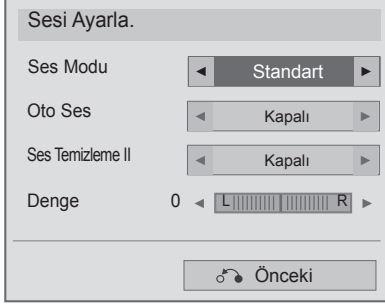 Sesi Ayarla.
Ses Modu ◄ Standart ►
Oto Ses ◄ Kapalı ►
Ses Temizleme II ◄ Kapalı ►
Denge 0 ◄ L R ►
Önceki